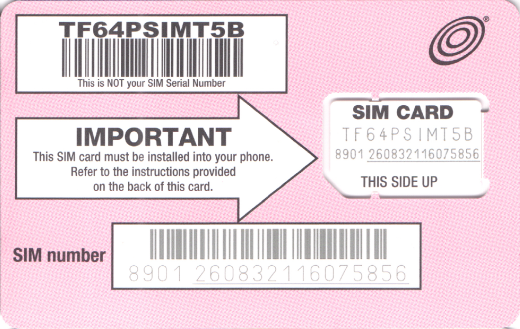 TF64PSIMT5B
This is NOT your SIM Serial Number
IMPORTANT
This SIM card must be installed into your phone.
Refer to the instructions provided
on the back of this card.
SIM CARD
TF64PSIMT5B
8901 260832116075856
THIS SIDE UP
SIM number
8901 260832116075856
®